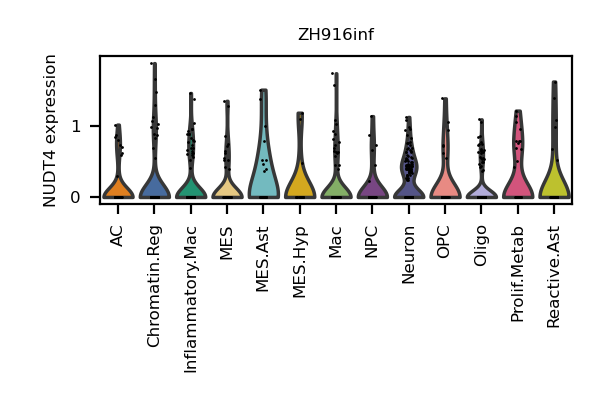 ZH916inf
NUDT4 expression
1
0
AC
Chromatin.Reg
Inflammatory.Mac
MES
MES.Ast
MES.Hyp
Mac
NPC
Neuron
OPC
Oligo
Prolif.Metab
Reactive.Ast